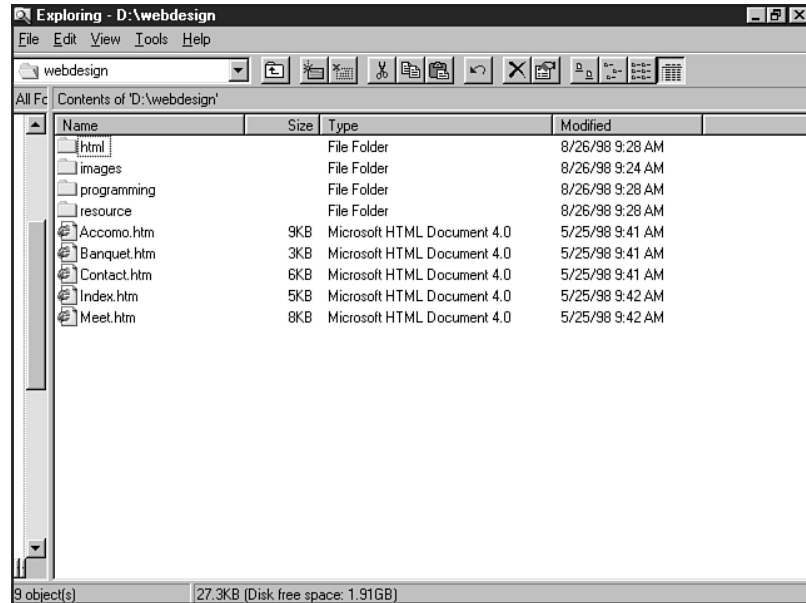 Exploring - D:\webdesign
File Edit View Tools Help
webdesign
All Fc Contents of 'D:\webdesign'
Name Size Type Modified
html File Folder 8/26/98 9:28 AM
images File Folder 8/26/98 9:24 AM
programming File Folder 8/26/98 9:28 AM
resource File Folder 8/26/98 9:28 AM
Accomo.htm 9KB Microsoft HTML Document 4.0 5/25/98 9:41 AM
Banquet.htm 3KB Microsoft HTML Document 4.0 5/25/98 9:41 AM
Contact.htm 6KB Microsoft HTML Document 4.0 5/25/98 9:41 AM
Index.htm 5KB Microsoft HTML Document 4.0 5/25/98 9:42 AM
Meet.htm 8KB Microsoft HTML Document 4.0 5/25/98 9:42 AM
9 object(s) 27.3KB (Disk free space: 1.91GB)